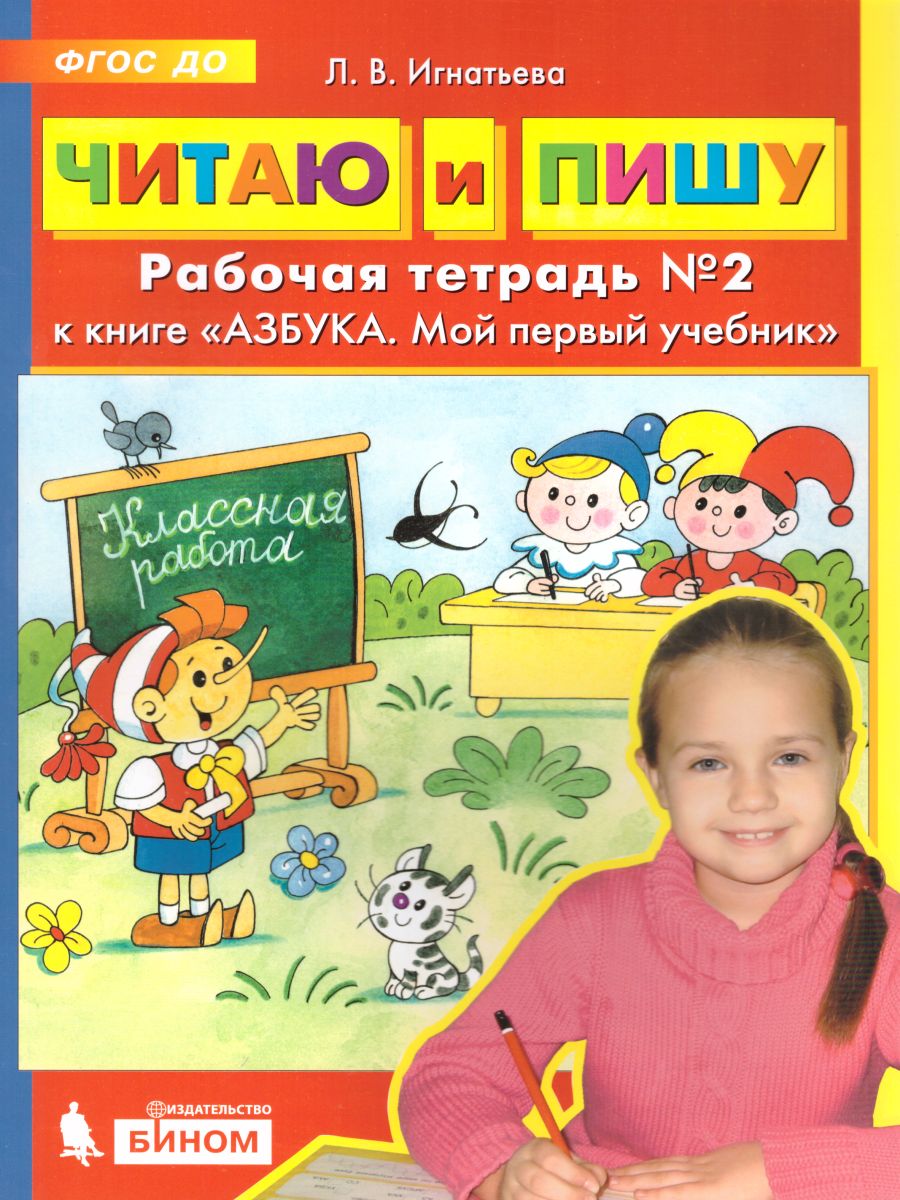 ФГОС ДО
Л. В. Игнатьева
ЧИТАЮ и ПИШУ
Рабочая тетрадь №2
к книге «АЗБУКА. Мой первый учебник»
Классная
работа
ИЗДАТЕЛЬСТВО
БИНОМ